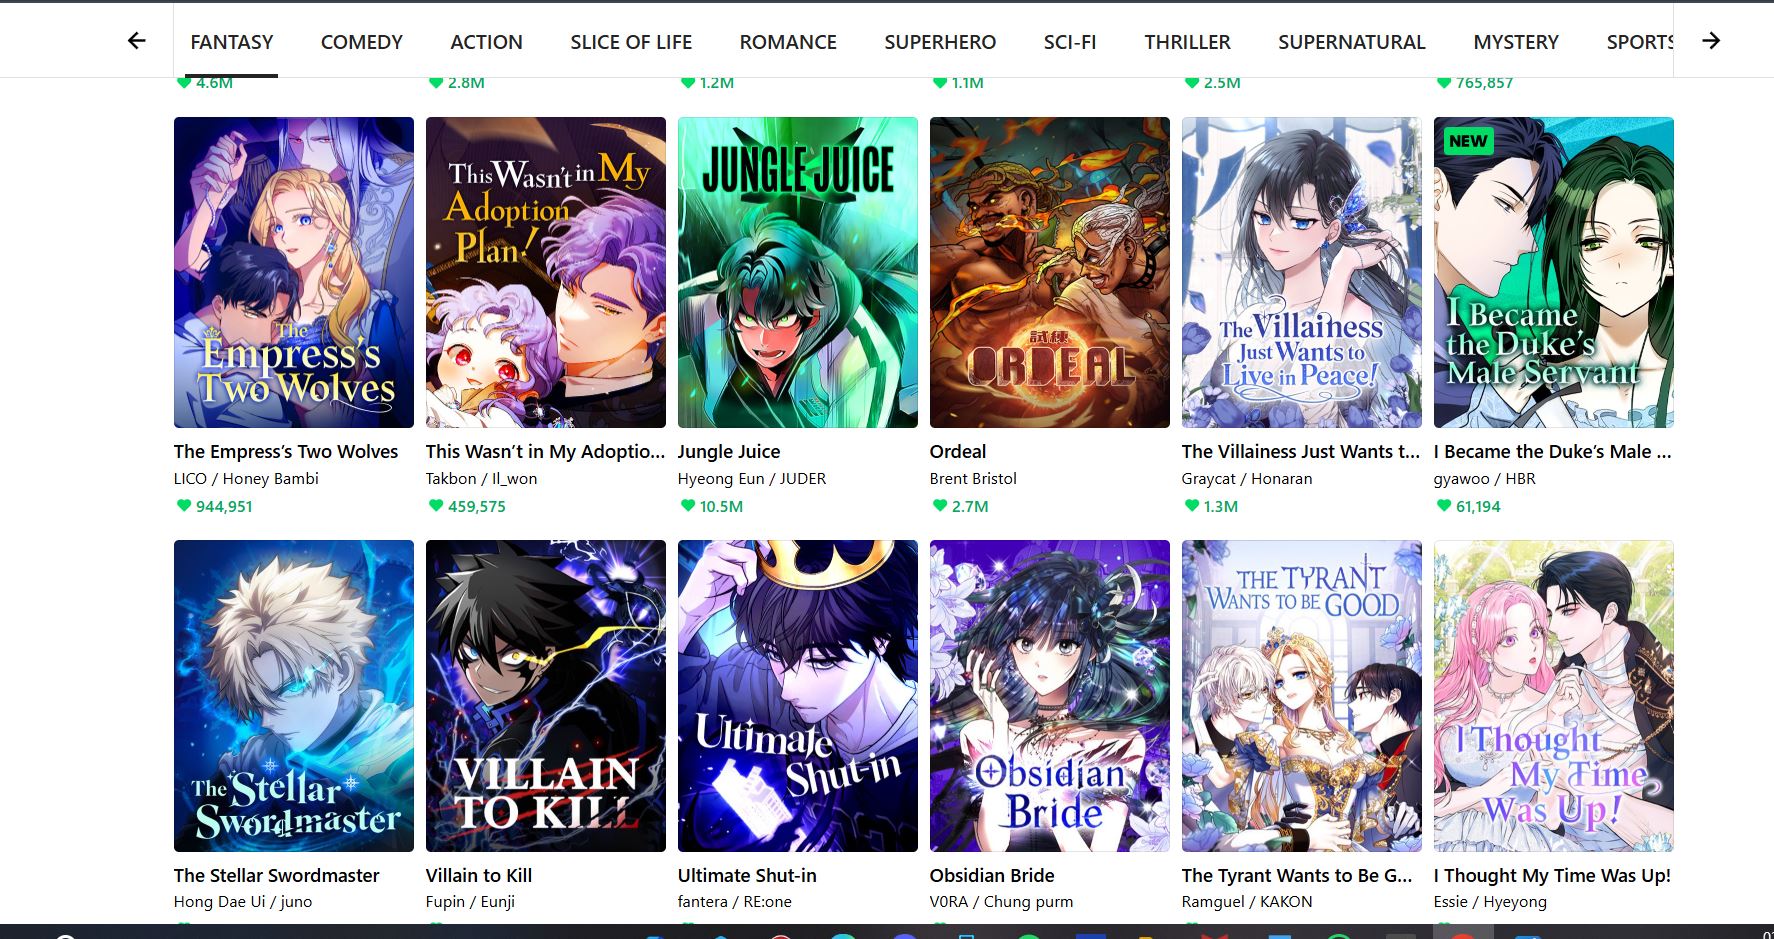 FANTASY COMEDY ACTION SLICE OF LIFE ROMANCE SUPERHERO SCI-FI THRILLER SUPERNATURAL MYSTERY SPORTS
4.6M 2.8M 1.2M 1.1M 2.5M 765,857
The
Empress's
Two Wolves
This Wasn't in My
Adoption
Plan!
JUNGLE JUICE
試練
ORDEAL
The Villainess
Just Wants to
Live in Peace!
NEW
I Became
the Duke's
Male Servant
The Empress's Two Wolves This Wasn't in My Adoptio... Jungle Juice Ordeal The Villainess Just Wants t... I Became the Duke's Male ...
LICO / Honey Bambi Takbon / Il_won Hyeong Eun / JUDER Brent Bristol Graycat / Honaran gyawoo / HBR
944,951 459,575 10.5M 2.7M 1.3M 61,194
The Stellar
Swordmaster
VILLAIN
TO KILL
Ultimate
Shut-in
Obsidian
Bride
THE TYRANT
WANTS TO BE GOOD
I Thought
My Time
Was Up!
The Stellar Swordmaster Villain to Kill Ultimate Shut-in Obsidian Bride The Tyrant Wants to Be G... I Thought My Time Was Up!
Hong Dae Ui / juno Fupin / Eunji fantera / RE:one V0RA / Chung purm Ramguel / KAKON Essie / Hyeyong